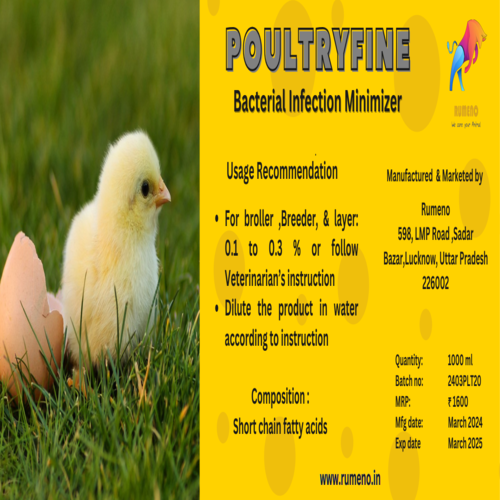 POULTRYFINE
Bacterial Infection Minimizer
RUMENO
Usage Recommendation
For broller ,Breeder, & layer:
0.1 to 0.3 % or follow
Veterinarian's instruction
Dilute the product in water
according to instruction
Composition :
Short chain fatty acids
Manufactured & Marketed by
Rumeno
598, LMP Road ,Sadar
Bazar,Lucknow, Uttar Pradesh
226002
Quantity: 1000 ml
Batch no: 2403PLT20
MRP: ₹ 1600
Mfg date: March 2024
Exp date March 2025
www.rumeno.in